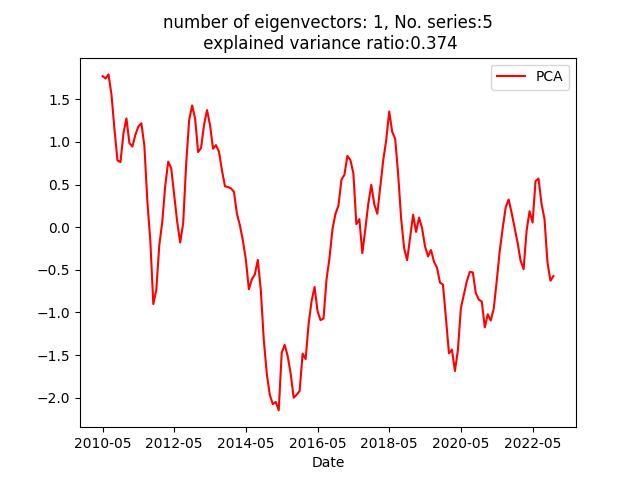 number of eigenvectors: 1, No. series:5
explained variance ratio:0.374
PCA
1.5
1.0
0.5
0.0
−0.5
−1.0
−1.5
−2.0
2010-05 2012-05 2014-05 2016-05 2018-05 2020-05 2022-05
Date